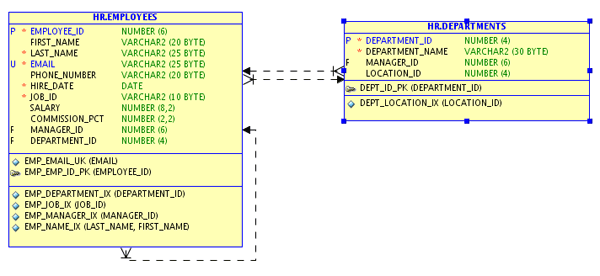 HR.EMPLOYEES
P * EMPLOYEE_ID NUMBER (6)
FIRST_NAME VARCHAR2 (20 BYTE)
* LAST_NAME VARCHAR2 (25 BYTE)
U * EMAIL VARCHAR2 (25 BYTE)
PHONE_NUMBER VARCHAR2 (20 BYTE)
* HIRE_DATE DATE
* JOB_ID VARCHAR2 (10 BYTE)
SALARY NUMBER (8,2)
COMMISSION_PCT NUMBER (2,2)
F MANAGER_ID NUMBER (6)
F DEPARTMENT_ID NUMBER (4)
EMP_EMAIL_UK (EMAIL)
EMP_EMP_ID_PK (EMPLOYEE_ID)
EMP_DEPARTMENT_IX (DEPARTMENT_ID)
EMP_JOB_IX (JOB_ID)
EMP_MANAGER_IX (MANAGER_ID)
EMP_NAME_IX (LAST_NAME, FIRST_NAME)
HR.DEPARTMENTS
P * DEPARTMENT_ID NUMBER (4)
* DEPARTMENT_NAME VARCHAR2 (30 BYTE)
F MANAGER_ID NUMBER (6)
LOCATION_ID NUMBER (4)
DEPT_ID_PK (DEPARTMENT_ID)
DEPT_LOCATION_IX (LOCATION_ID)